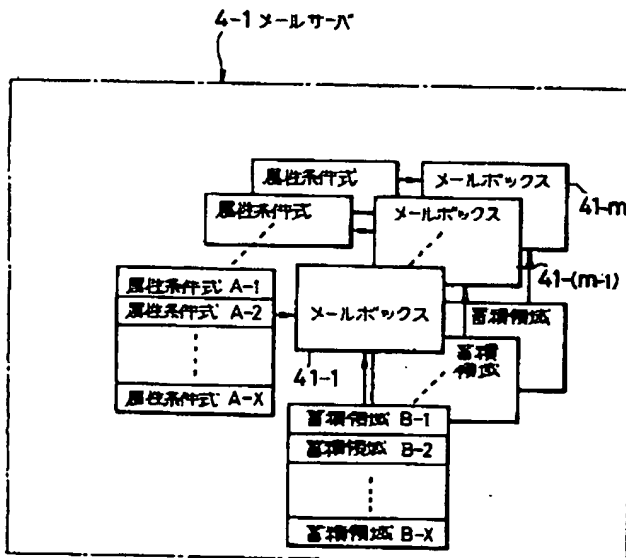 4-1 メールサーバ
属性条件式
メールボックス
41-m
属性条件式
メールボックス
41-(m-1)
属性条件式 A-1
属性条件式 A-2
属性条件式 A-X
メールボックス
41-1
蓄積領域
蓄積
領域
蓄積領域 B-1
蓄積領域 B-2
蓄積領域 B-X